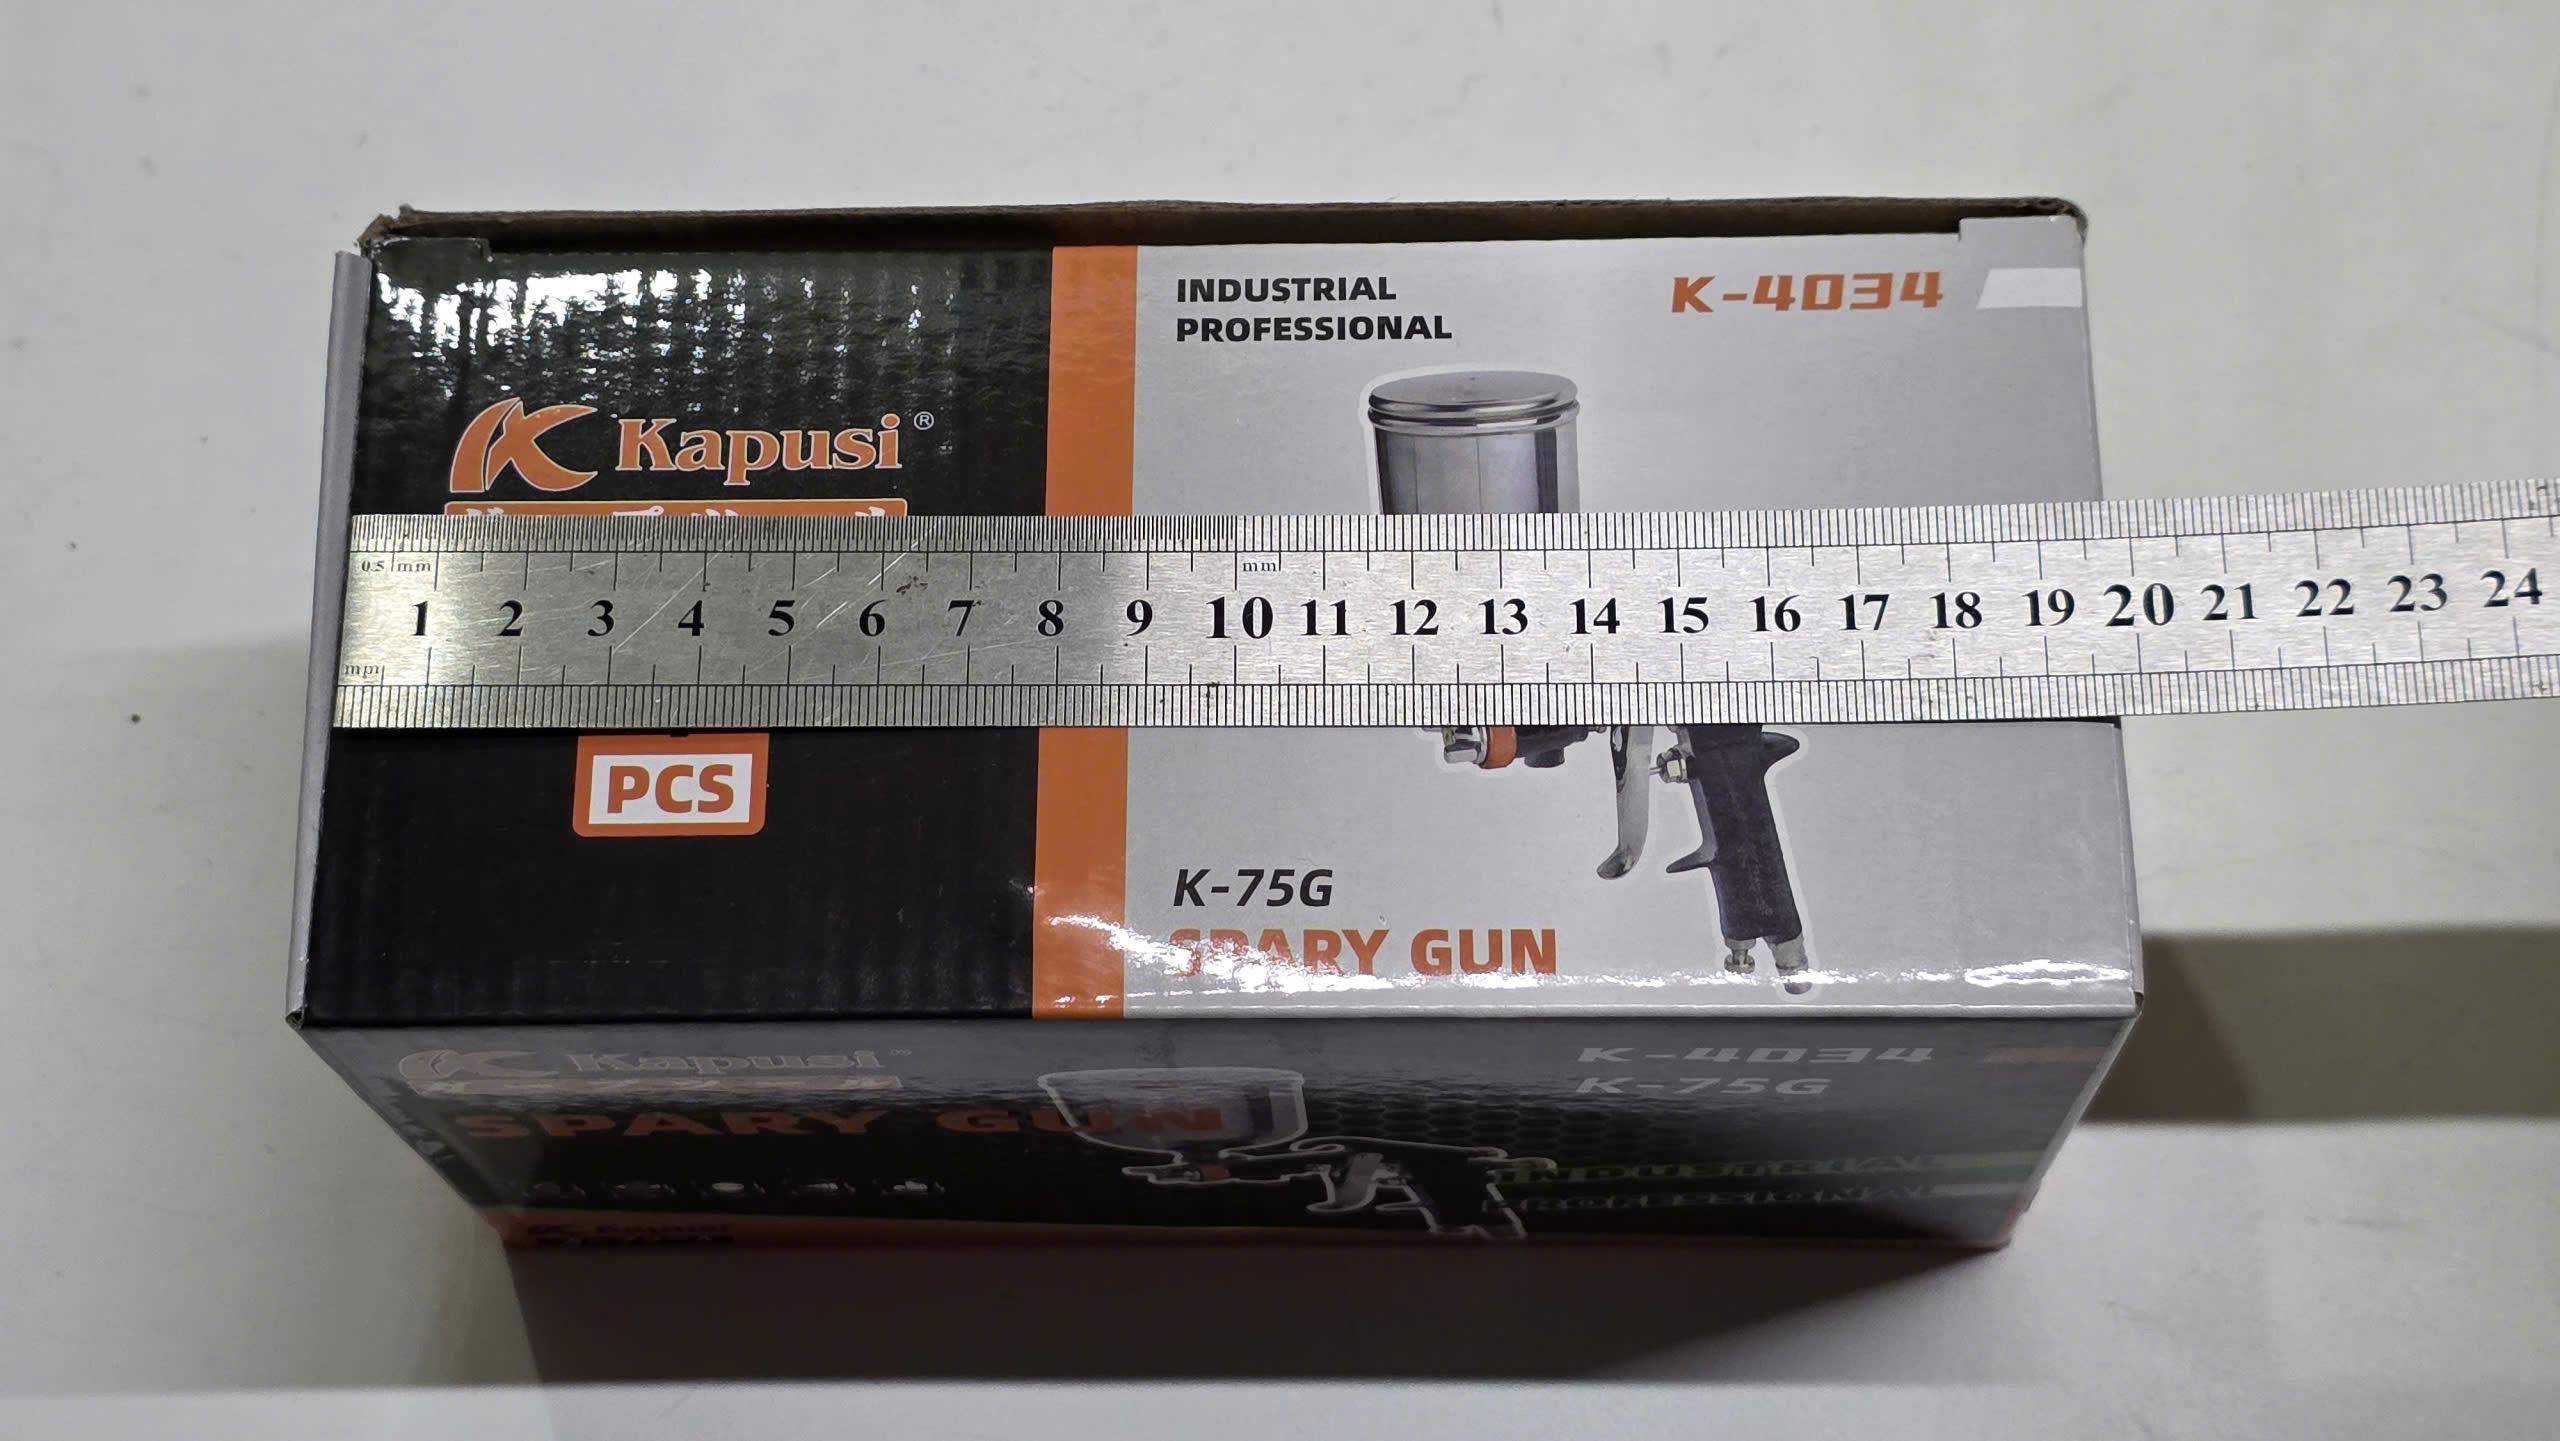 INDUSTRIAL
PROFESSIONAL
K-4034
Kapusi®
0.5 mm
mm
1 2 3 4 5 6 7 8 9 10 11 12 13 14 15 16 17 18 19 20 21 22 23 24
mm
PCS
K-75G
SPARY GUN
Kapusi®
K-4034
K-75G
SPARY GUN
INDUSTRIAL
PROFESSIONAL